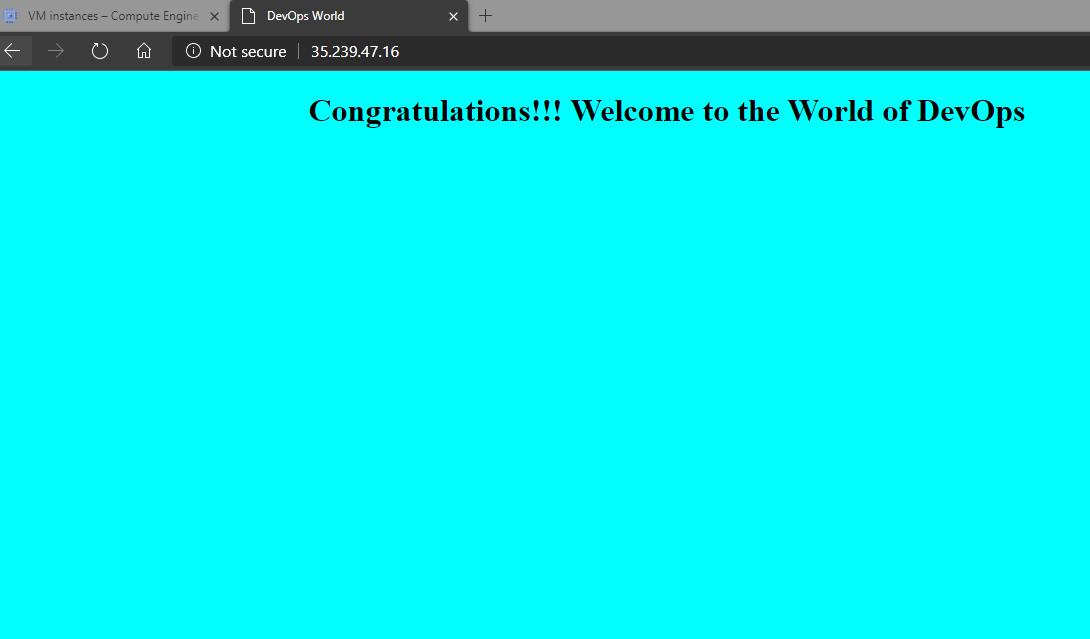 VM instances – Compute Engine
DevOps World
Not secure
35.239.47.16
Congratulations!!! Welcome to the World of DevOps